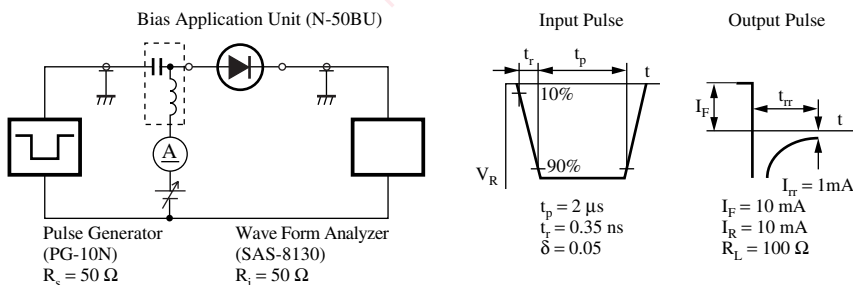 Bias Application Unit (N-50BU)
A
Pulse Generator
(PG-10N)
R_s = 50 Ω
Wave Form Analyzer
(SAS-8130)
R_i = 50 Ω
Input Pulse
t_r
t_p
t
10%
90%
V_R
t_p = 2 μs
t_r = 0.35 ns
δ = 0.05
Output Pulse
I_F
t_rr
t
I_rr = 1mA
I_F = 10 mA
I_R = 10 mA
R_L = 100 Ω